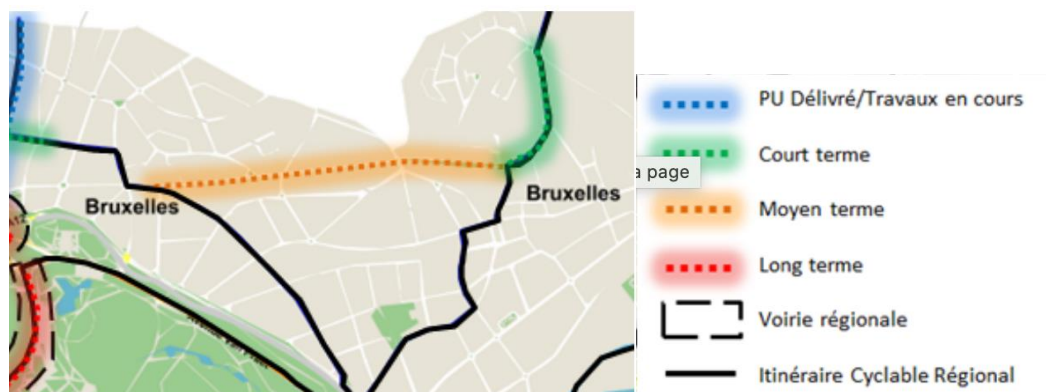 Bruxelles
Bruxelles
A12
PU Délivré/Travaux en cours
Court terme
a page
Moyen terme
Long terme
Voirie régionale
Itinéraire Cyclable Régional